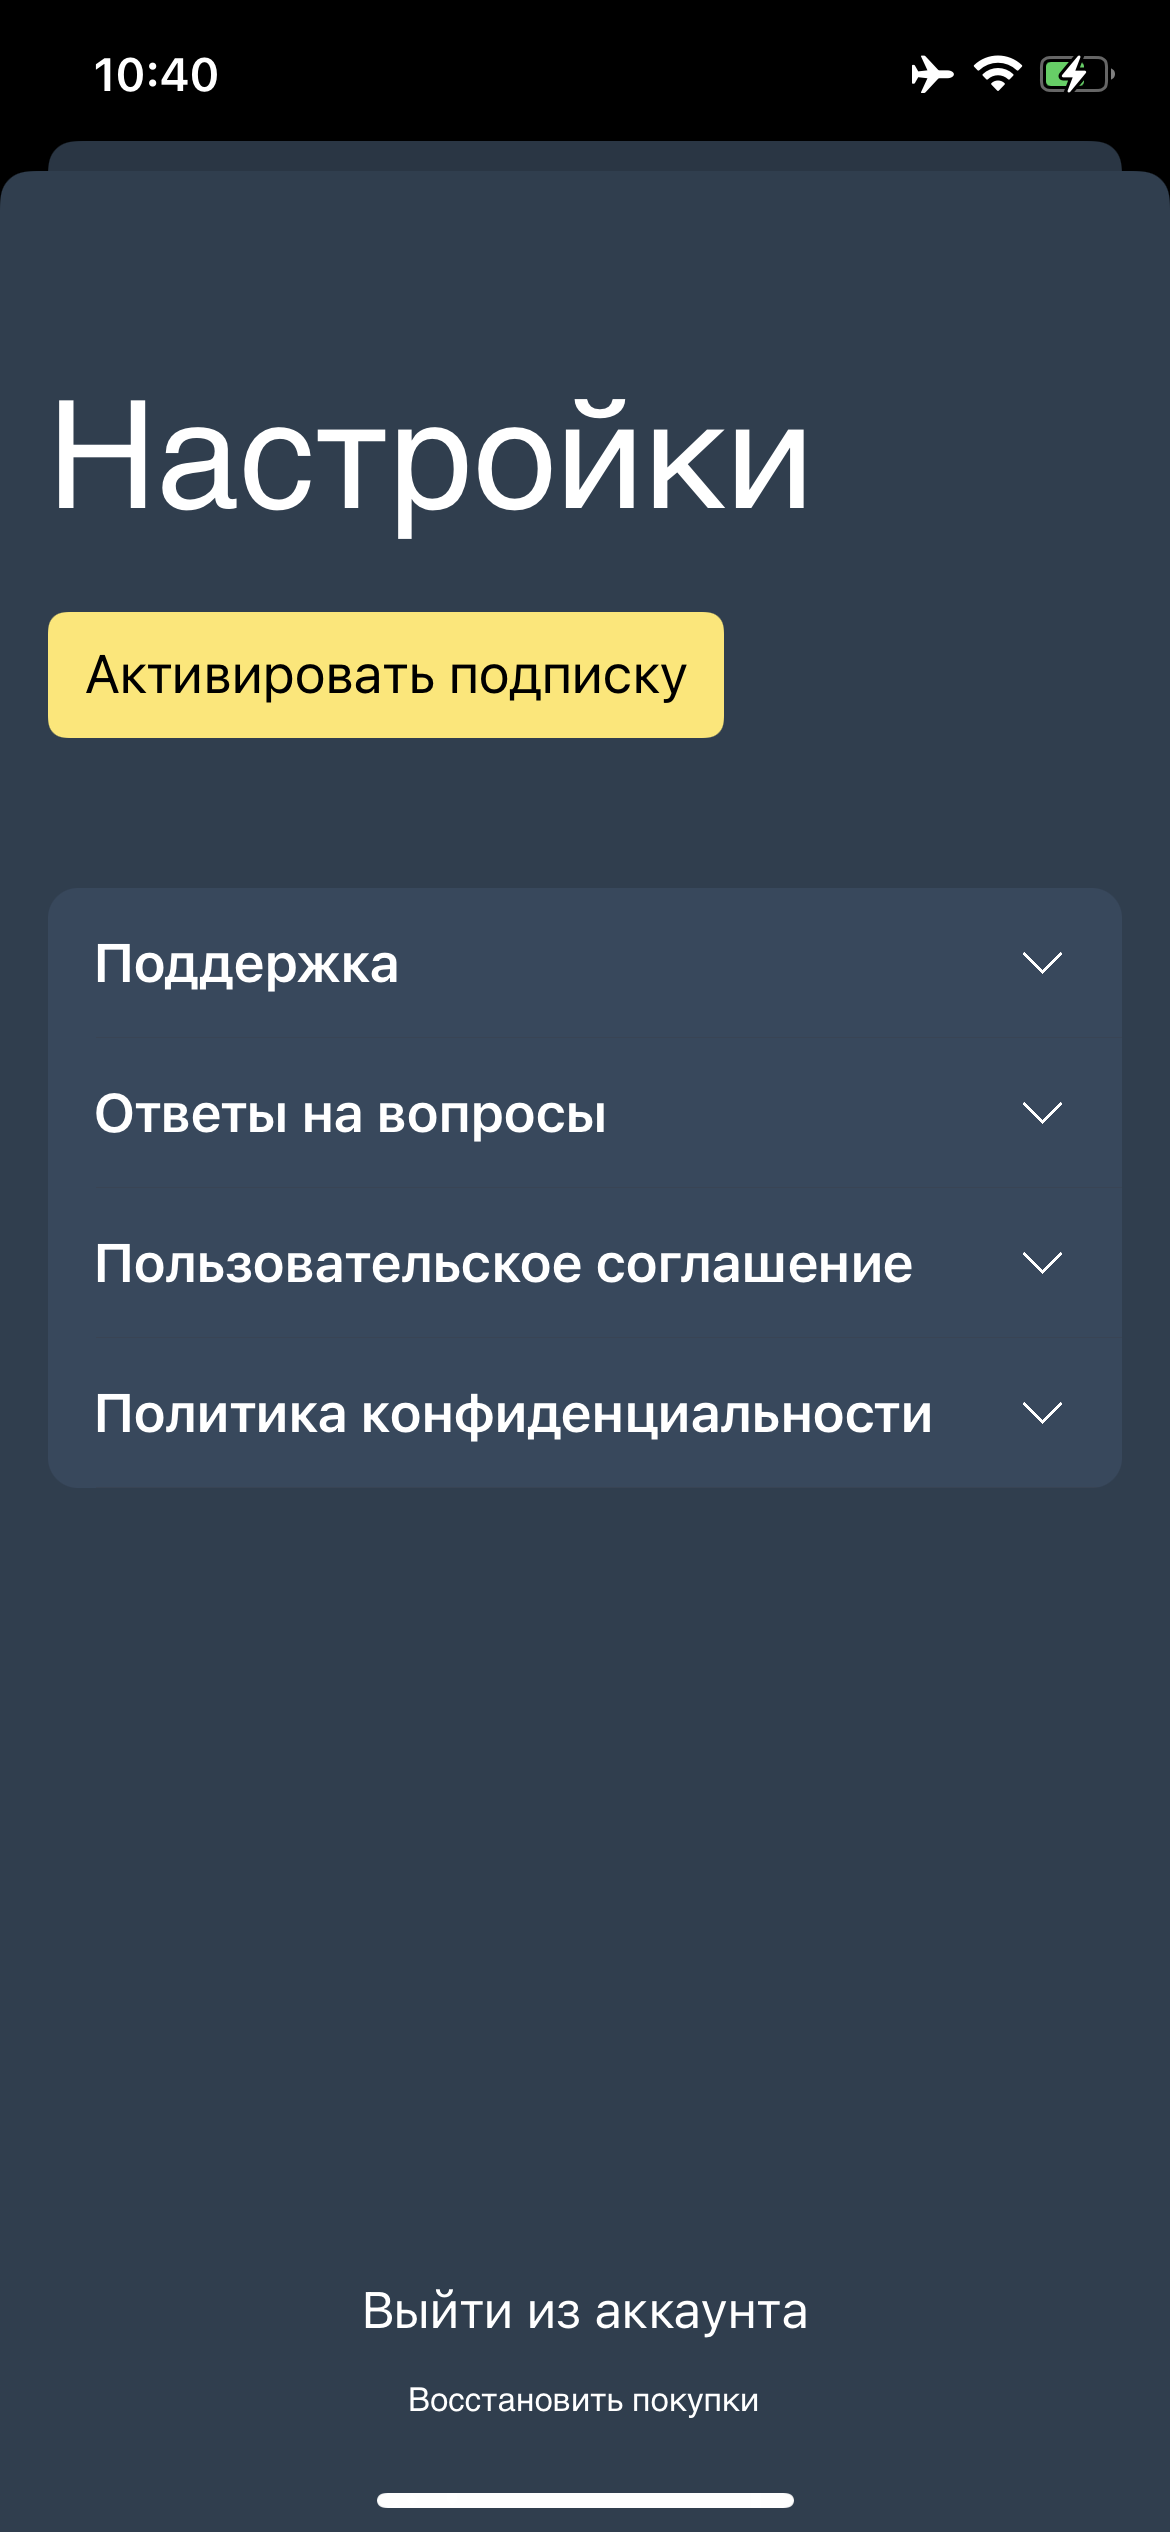 10:40
Настройки
Активировать подписку
Поддержка
Ответы на вопросы
Пользовательское соглашение
Политика конфиденциальности
Выйти из аккаунта
Восстановить покупки